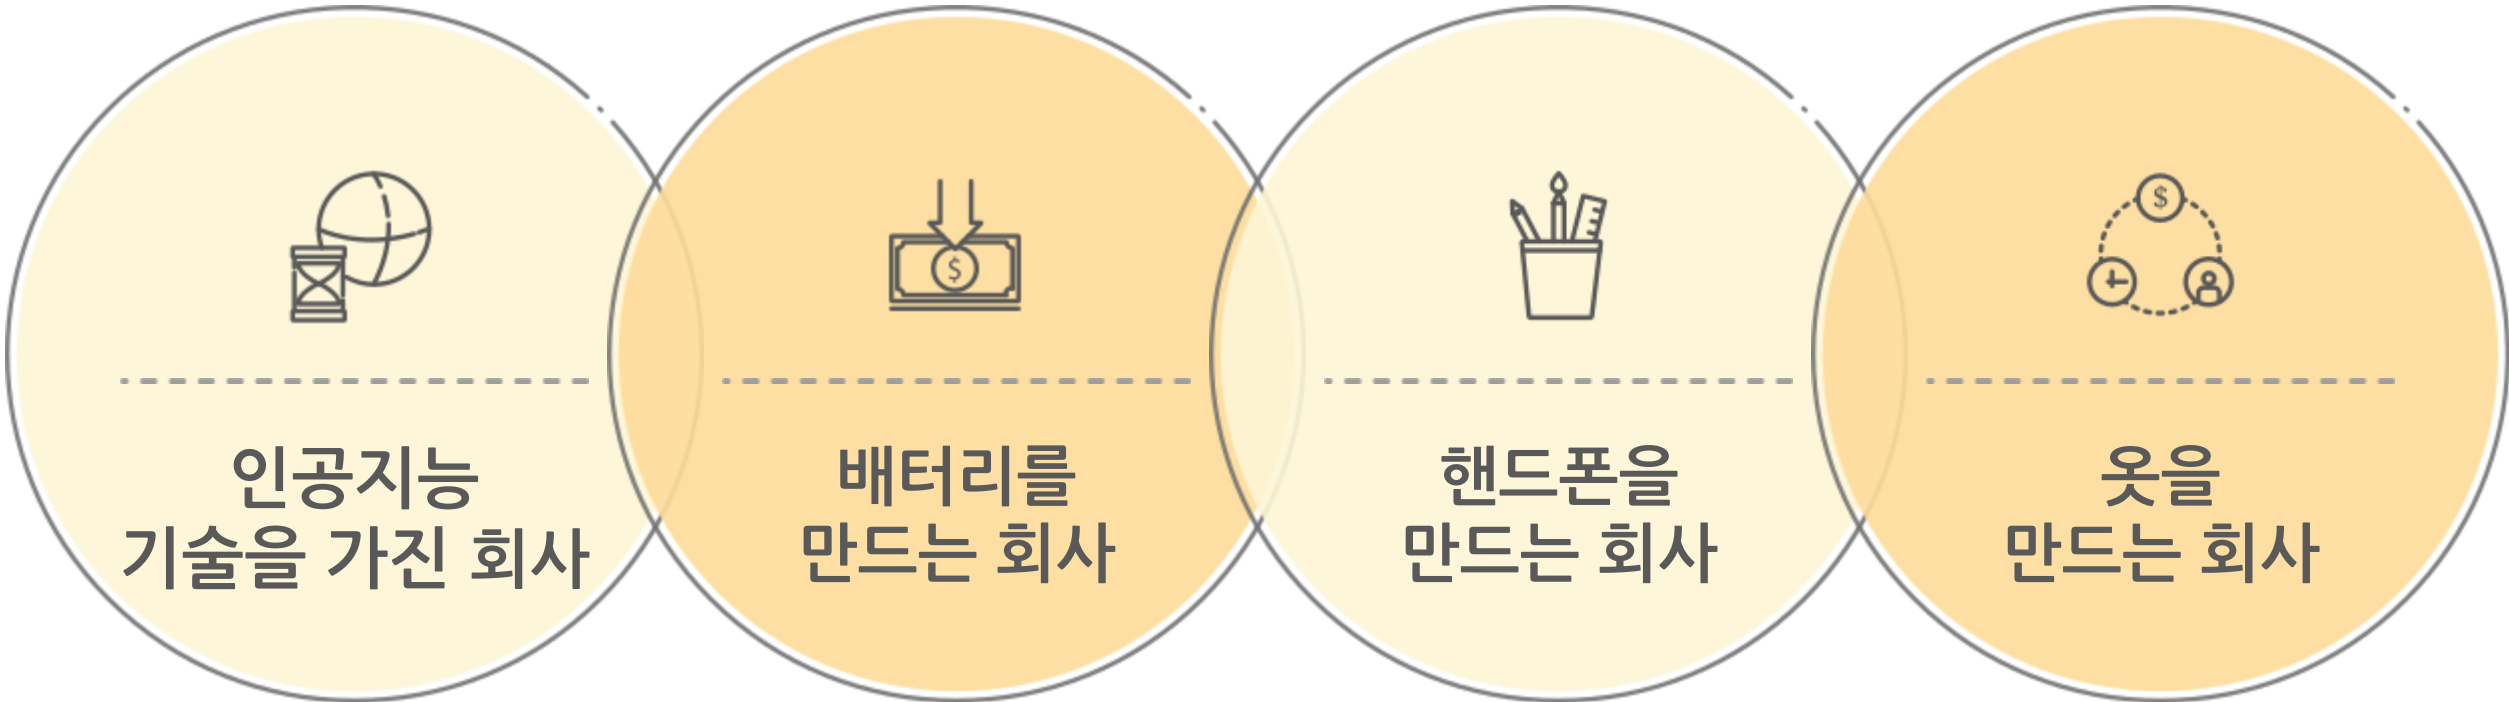 인공지능
기술을 가진 회사
배터리를
만드는 회사
핸드폰을
만드는 회사
옷을
만드는 회사
$
$